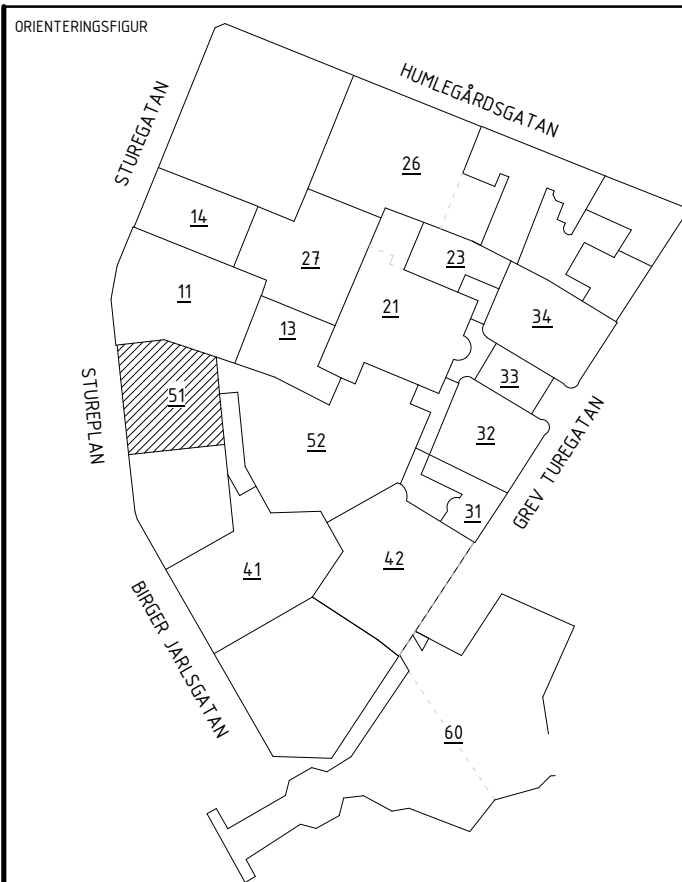 ORIENTERINGSFIGUR
HUMLEGÅRDSGATAN
STUREGATAN
26
14
27
23
11
21
34
13
33
STUREPLAN
51
52
32
GREV TUREGATAN
31
41
42
BIRGER JARLSGATAN
60